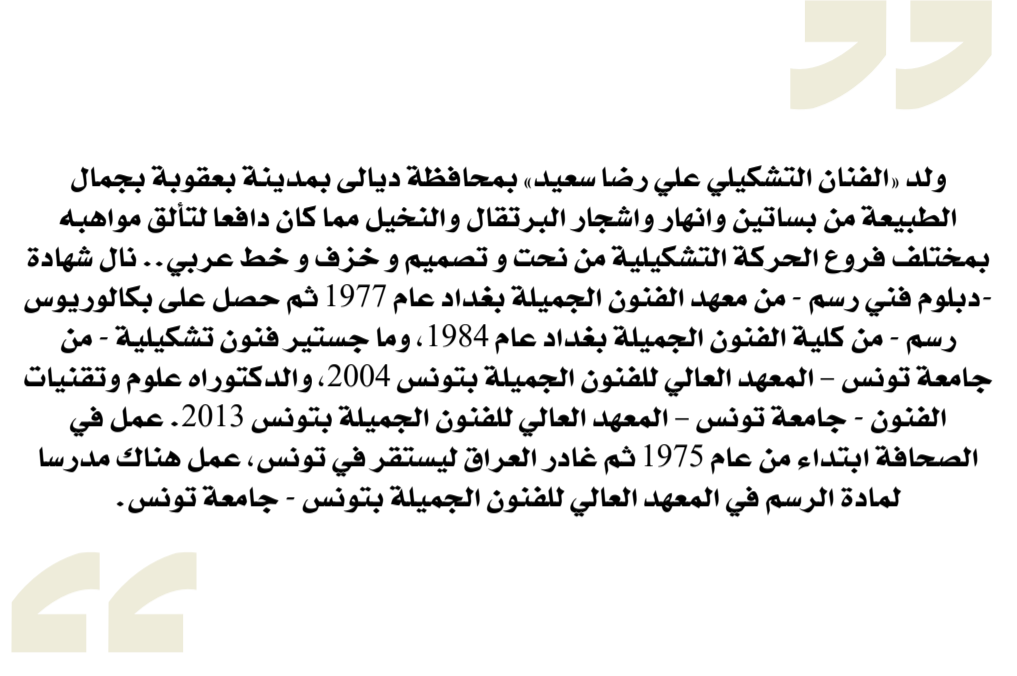 ولد «الفنان التشكيلي علي رضا سعيد» بمحافظة ديالى بمدينة بعقوبة بجمال
الطبيعة من بساتين وانهار واشجار البرتقال والنخيل مما كان دافعا لتألق مواهبه
بمختلف فروع الحركة التشكيلية من نحت و تصميم و خزف و خط عربي.. نال شهادة
-دبلوم فني رسم - من معهد الفنون الجميلة بغداد عام 1977 ثم حصل على بكالوريوس
رسم - من كلية الفنون الجميلة بغداد عام 1984، وما جستير فنون تشكيلية - من
جامعة تونس – المعهد العالي للفنون الجميلة بتونس 2004، والدكتوراه علوم وتقنيات
الفنون - جامعة تونس – المعهد العالي للفنون الجميلة بتونس 2013. عمل في
الصحافة ابتداء من عام 1975 ثم غادر العراق ليستقر في تونس، عمل هناك مدرسا
لمادة الرسم في المعهد العالي للفنون الجميلة بتونس - جامعة تونس.